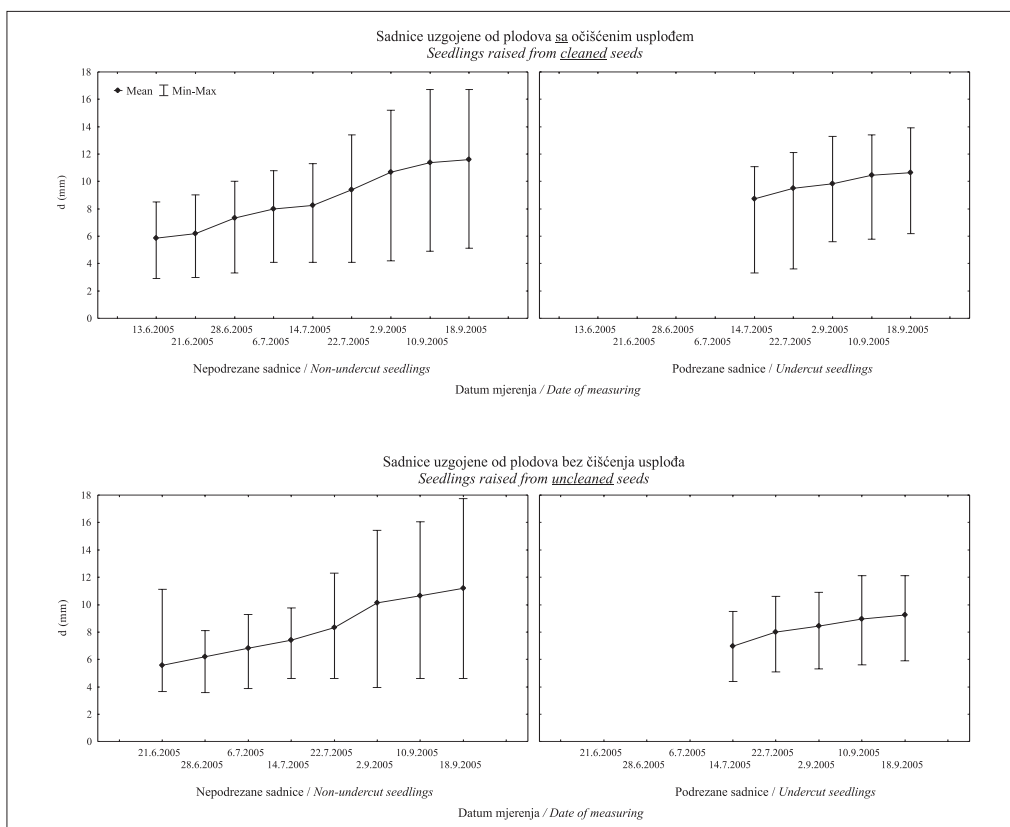 Sadnice uzgojene od plodova sa očišćenim usplođem
Seedlings raised from cleaned seeds
18
16
14
12
10
8
6
4
2
0
d (mm)
Mean Min-Max
13.6.2005 28.6.2005 14.7.2005 2.9.2005 18.9.2005
21.6.2005 6.7.2005 22.7.2005 10.9.2005
13.6.2005 28.6.2005 14.7.2005 2.9.2005 18.9.2005
21.6.2005 6.7.2005 22.7.2005 10.9.2005
Nepodrezane sadnice / Non-undercut seedlings
Podrezane sadnice / Undercut seedlings
Datum mjerenja / Date of measuring
Sadnice uzgojene od plodova bez čišćenja usplođa
Seedlings raised from uncleaned seeds
18
16
14
12
10
8
6
4
2
0
d (mm)
21.6.2005 6.7.2005 22.7.2005 10.9.2005
28.6.2005 14.7.2005 2.9.2005 18.9.2005
21.6.2005 6.7.2005 22.7.2005 10.9.2005
28.6.2005 14.7.2005 2.9.2005 18.9.2005
Nepodrezane sadnice / Non-undercut seedlings
Podrezane sadnice / Undercut seedlings
Datum mjerenja / Date of measuring